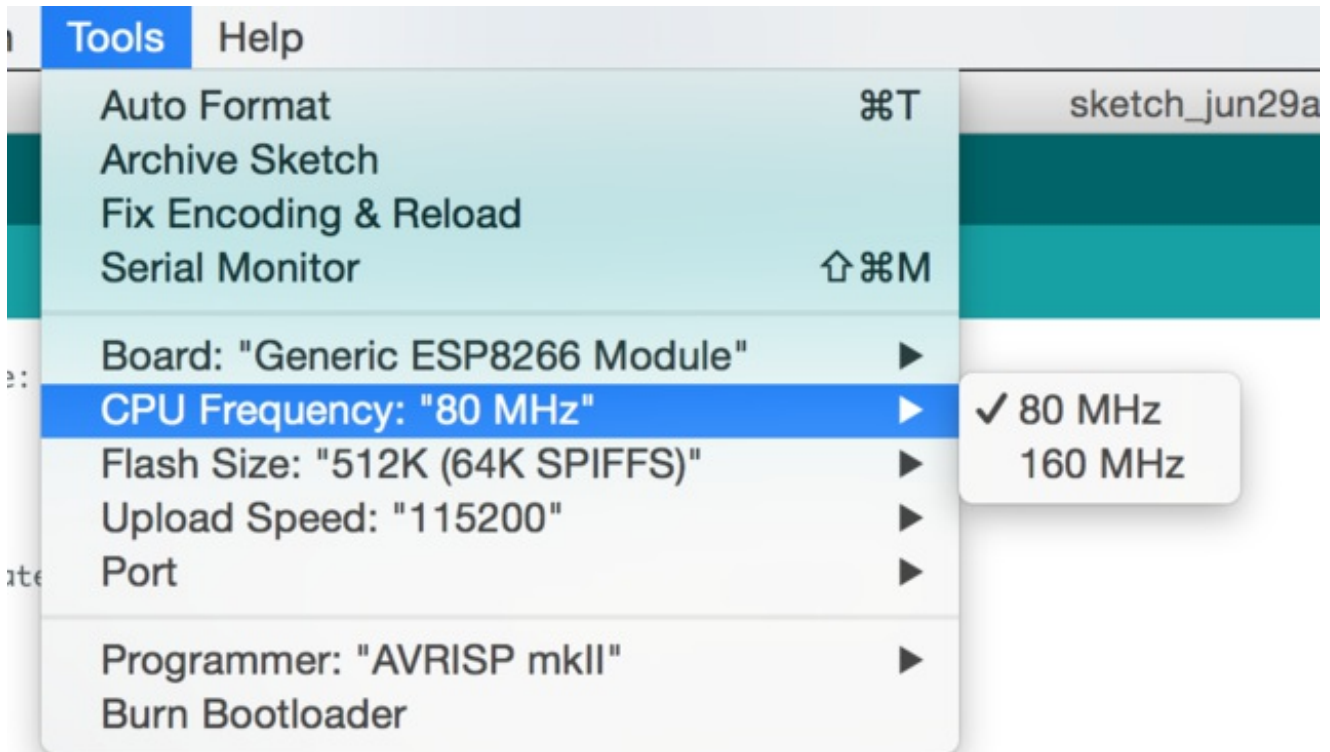 Tools Help
Auto Format ⌘T
sketch_jun29a
Archive Sketch
Fix Encoding & Reload
Serial Monitor ⇧⌘M
Board: "Generic ESP8266 Module"
CPU Frequency: "80 MHz"
✓ 80 MHz
160 MHz
Flash Size: "512K (64K SPIFFS)"
Upload Speed: "115200"
Port
Programmer: "AVRISP mkII"
Burn Bootloader